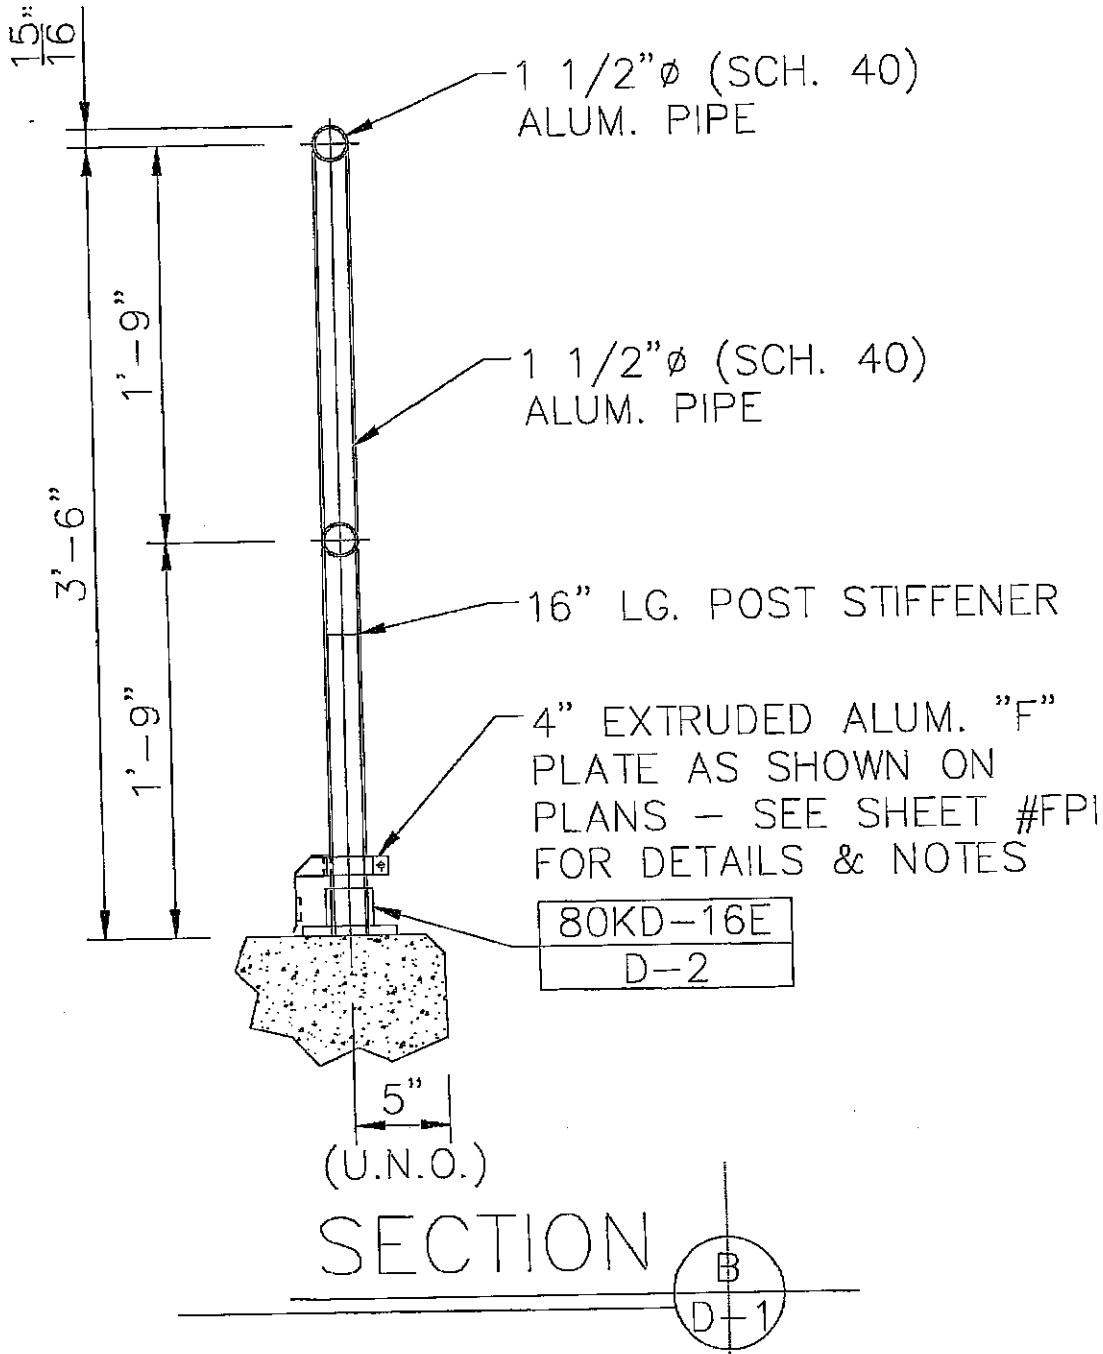 15"
16
1 1/2"ø (SCH. 40)
ALUM. PIPE
1'-9"
3'-6"
1 1/2"ø (SCH. 40)
ALUM. PIPE
16" LG. POST STIFFENER
1'-9"
4" EXTRUDED ALUM. "F"
PLATE AS SHOWN ON
PLANS - SEE SHEET #FPI
FOR DETAILS & NOTES
80KD-16E
D-2
5"
(U.N.O.)
SECTION
B
D-1